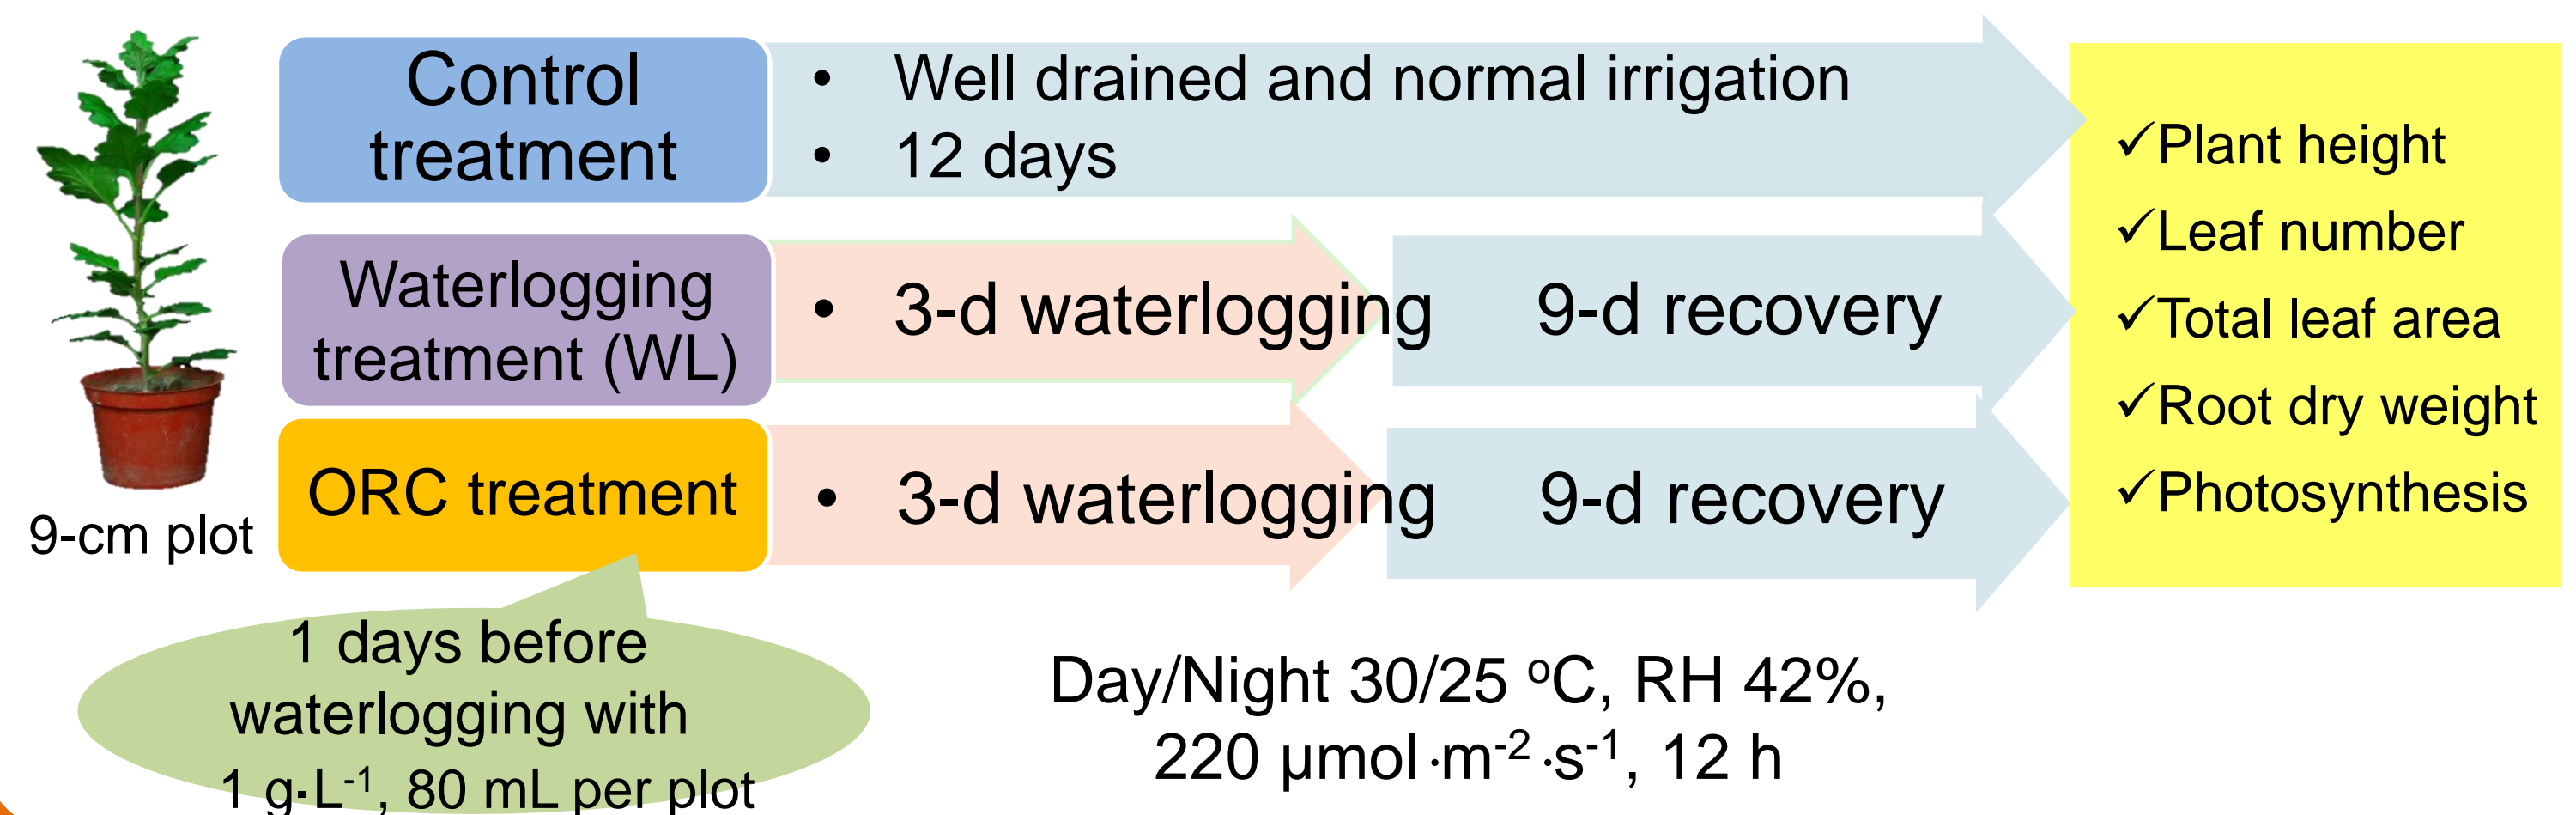 Control
treatment
• Well drained and normal irrigation
• 12 days
Waterlogging
treatment (WL)
• 3-d waterlogging
9-d recovery
ORC treatment
• 3-d waterlogging
9-d recovery
✓Plant height
✓Leaf number
✓Total leaf area
✓Root dry weight
✓Photosynthesis
9-cm plot
1 days before
waterlogging with
1 g·L⁻¹, 80 mL per plot
Day/Night 30/25 ºC, RH 42%,
220 μmol·m⁻²·s⁻¹, 12 h